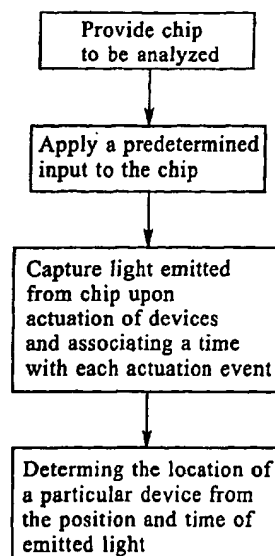 Provide chip
to be analyzed
Apply a predetermined
input to the chip
Capture light emitted
from chip upon
actuation of devices
and associating a time
with each actuation event
Determing the location of
a particular device from
the position and time of
emitted light